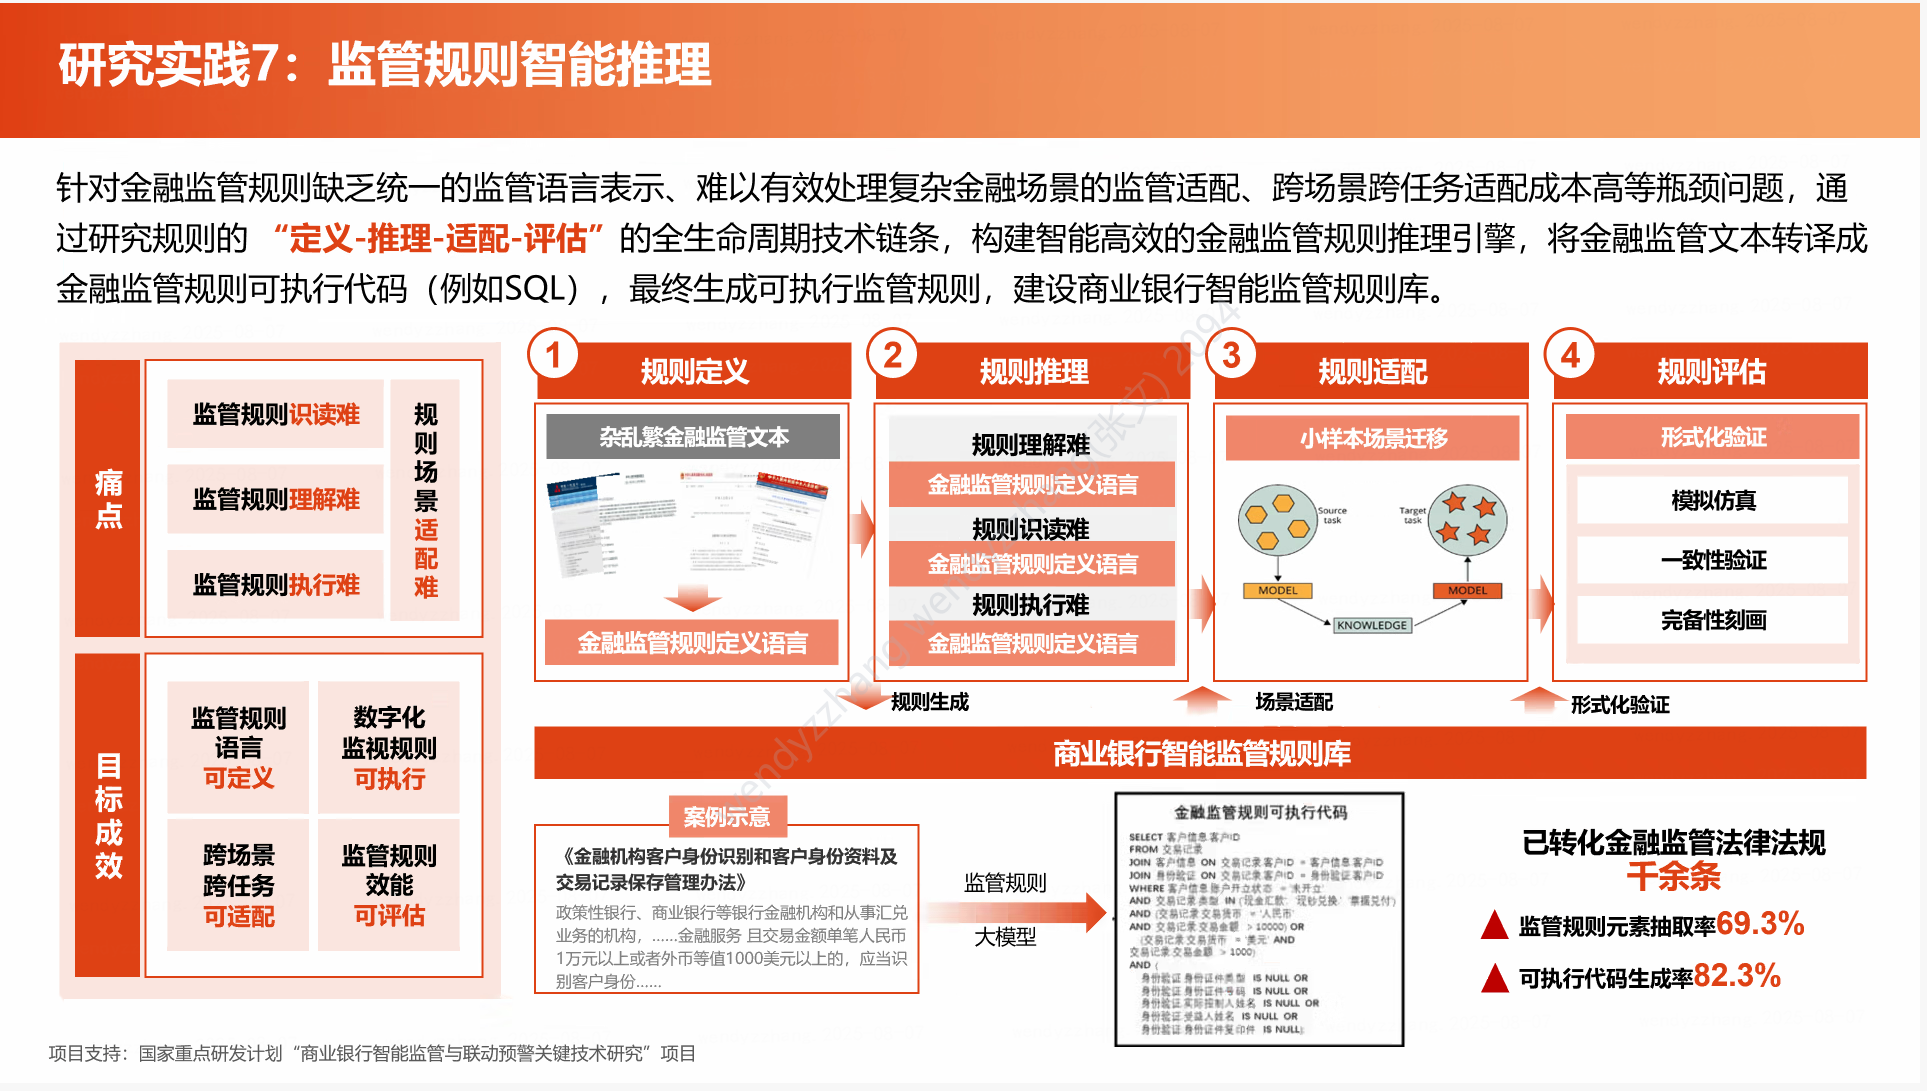 研究实践7：监管规则智能推理
针对金融监管规则缺乏统一的监管语言表示、难以有效处理复杂金融场景的监管适配、跨场景跨任务适配成本高等瓶颈问题，通
过研究规则的“定义-推理-适配-评估”的全生命周期技术链条，构建智能高效的金融监管规则推理引擎，将金融监管文本转译成
金融监管规则可执行代码（例如SQL），最终生成可执行监管规则，建设商业银行智能监管规则库。
痛点
监管规则识读难
监管规则理解难
监管规则执行难
规则场景适配难
目标成效
监管规则
语言
可定义
数字化
监视规则
可执行
跨场景
跨任务
可适配
监管规则
效能
可评估
1
规则定义
杂乱繁金融监管文本
金融监管规则定义语言
2
规则推理
规则理解难
金融监管规则定义语言
规则识读难
金融监管规则定义语言
规则执行难
金融监管规则定义语言
3
规则适配
小样本场景迁移
Source
task
Target
task
MODEL
MODEL
KNOWLEDGE
4
规则评估
形式化验证
模拟仿真
一致性验证
完备性刻画
规则生成
场景适配
形式化验证
商业银行智能监管规则库
案例示意
《金融机构客户身份识别和客户身份资料及
交易记录保存管理办法》
政策性银行、商业银行等银行金融机构和从事汇兑
业务的机构，......金融服务 且交易金额单笔人民币
1万元以上或者外币等值1000美元以上的，应当识
别客户身份......
监管规则
大模型
金融监管规则可执行代码
SELECT 客户信息.客户ID
FROM 交易记录
JOIN 客户信息 ON 交易记录.客户ID = 客户信息.客户ID
JOIN 身份验证 ON 交易记录.客户ID = 身份验证.客户ID
WHERE 客户信息.账户开立状态 = '未开立'
AND 交易记录.类型 IN ('现金汇款', '现钞兑换', '票据兑付')
AND (交易记录.交易货币 = '人民币'
AND 交易记录.交易金额 > 10000) OR
(交易记录.交易货币 = '美元' AND
交易记录.交易金额 > 1000)
AND (
身份验证.身份证件类型 IS NULL OR
身份验证.身份证件号码 IS NULL OR
身份验证.实际控制人姓名 IS NULL OR
身份验证.受益人姓名 IS NULL OR
身份验证.身份证件复印件 IS NULL);
已转化金融监管法律法规
千余条
监管规则元素抽取率69.3%
可执行代码生成率82.3%
项目支持：国家重点研发计划“商业银行智能监管与联动预警关键技术研究”项目